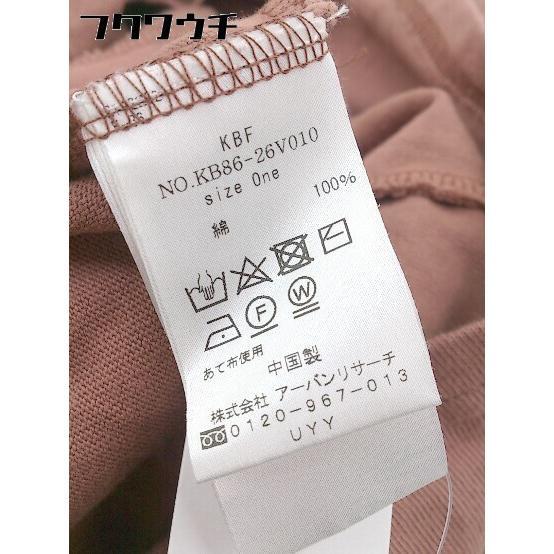 フクワウチ
KBF
NO.KB86-26V010
size One
綿 100%
F W
あて布使用
中国製
株式会社 アーバンリサーチ
0120-967-013
UYY